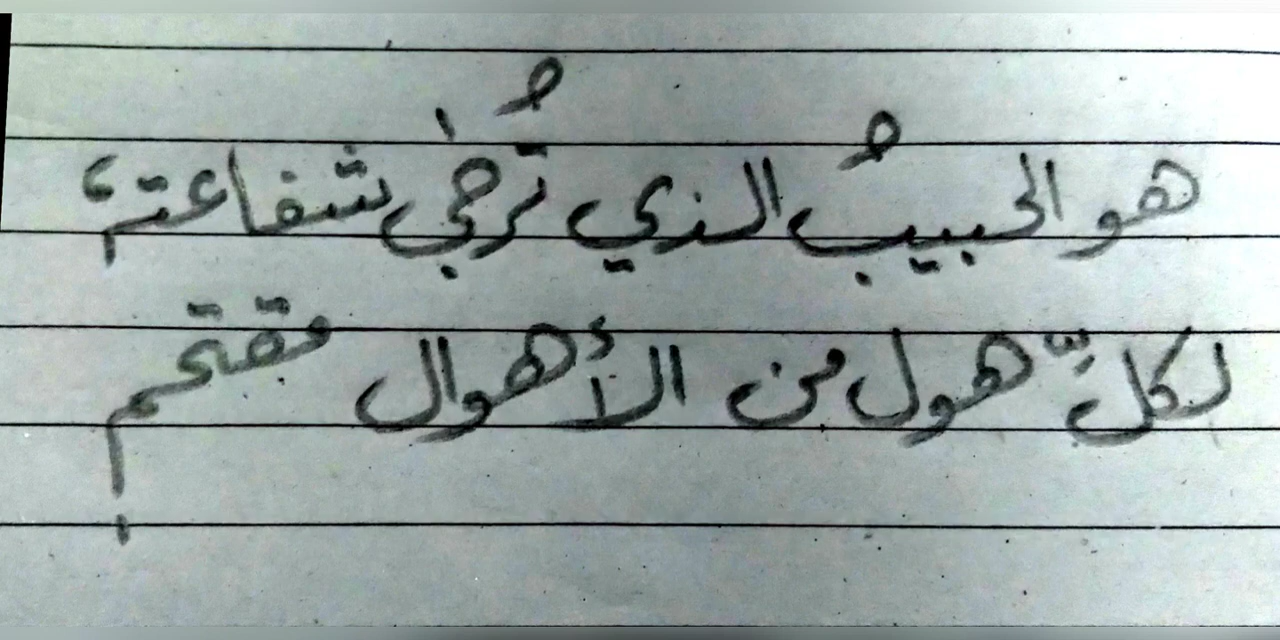 هو الحبيبُ الذي تُرجىٰ شفاعته،
لكلِّ هول من الأهوال مقتحم